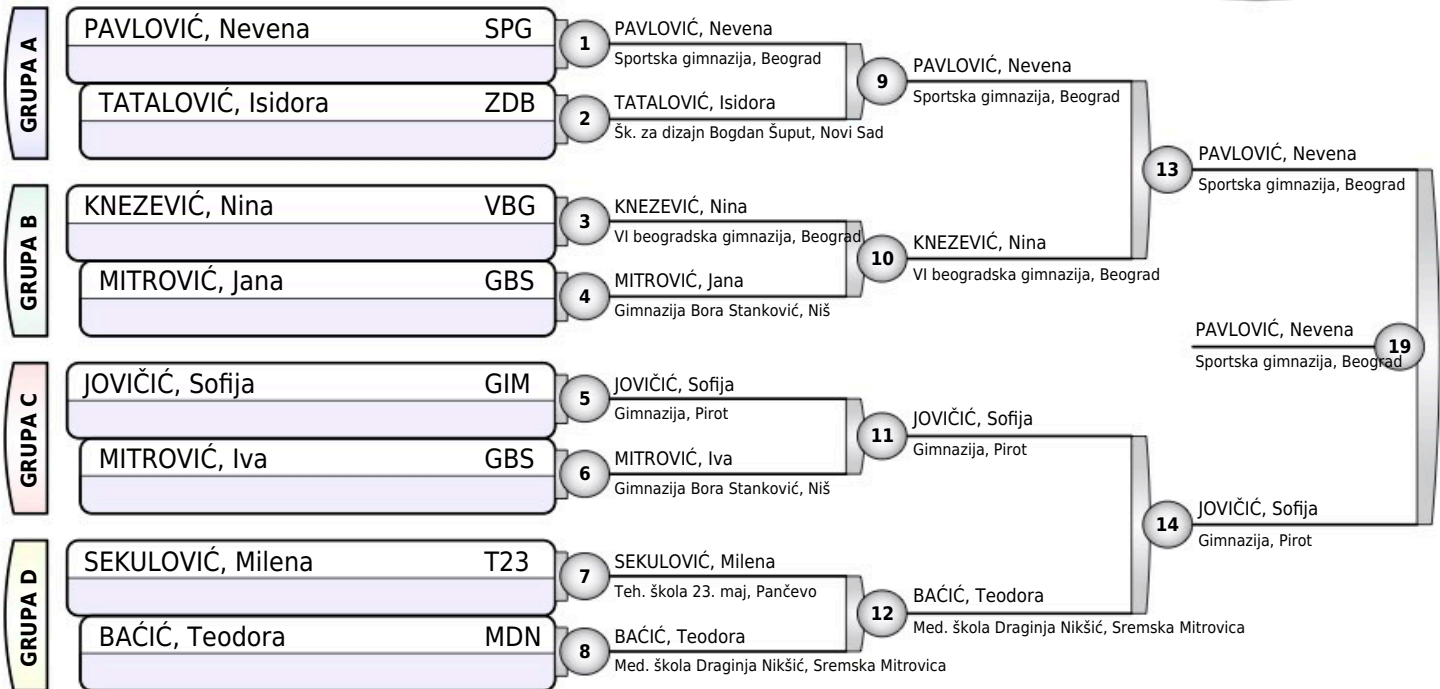 GRUPA A
PAVLOVIĆ, Nevena SPG
TATALOVIĆ, Isidora ZDB
GRUPA B
KNEZEVIĆ, Nina VBG
MITROVIĆ, Jana GBS
GRUPA C
JOVIČIĆ, Sofija GIM
MITROVIĆ, Iva GBS
GRUPA D
SEKULOVIĆ, Milena T23
BAĆIĆ, Teodora MDN
1
PAVLOVIĆ, Nevena
Sportska gimnazija, Beograd
2
TATALOVIĆ, Isidora
Šk. za dizajn Bogdan Šuput, Novi Sad
3
KNEZEVIĆ, Nina
VI beogradska gimnazija, Beograd
4
MITROVIĆ, Jana
Gimnazija Bora Stanković, Niš
5
JOVIČIĆ, Sofija
Gimnazija, Pirot
6
MITROVIĆ, Iva
Gimnazija Bora Stanković, Niš
7
SEKULOVIĆ, Milena
Teh. škola 23. maj, Pančevo
8
BAĆIĆ, Teodora
Med. škola Draginja Nikšić, Sremska Mitrovica
9
PAVLOVIĆ, Nevena
Sportska gimnazija, Beograd
10
KNEZEVIĆ, Nina
VI beogradska gimnazija, Beograd
11
JOVIČIĆ, Sofija
Gimnazija, Pirot
12
BAĆIĆ, Teodora
Med. škola Draginja Nikšić, Sremska Mitrovica
13
PAVLOVIĆ, Nevena
Sportska gimnazija, Beograd
14
JOVIČIĆ, Sofija
Gimnazija, Pirot
PAVLOVIĆ, Nevena
Sportska gimnazija, Beograd
19